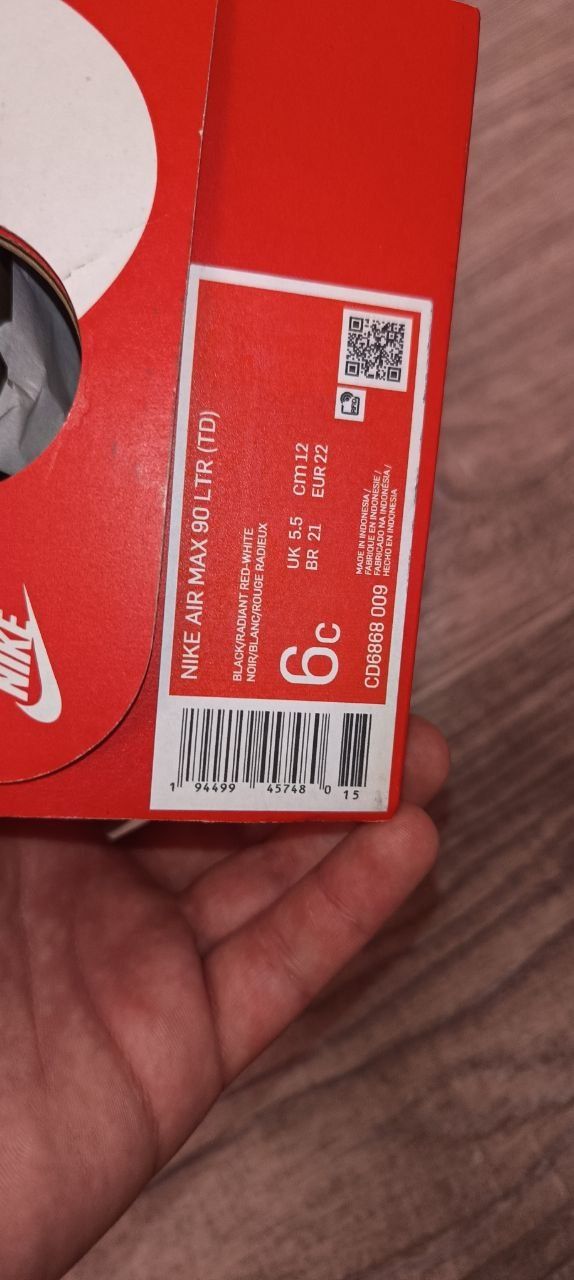 NIKE
NIKE AIR MAX 90 LTR (TD)
BLACK/RADIANT RED-WHITE
NOIR/BLANC/ROUGE RADIEUX
6C
UK 5.5 cm 12
BR 21 EUR 22
MADE IN INDONESIA /
FABRIQUE EN INDONESIE /
FABRICADO NA INDONÉSIA /
HECHO EN INDONESIA
CD6868 009
1 94499 45748 0 15